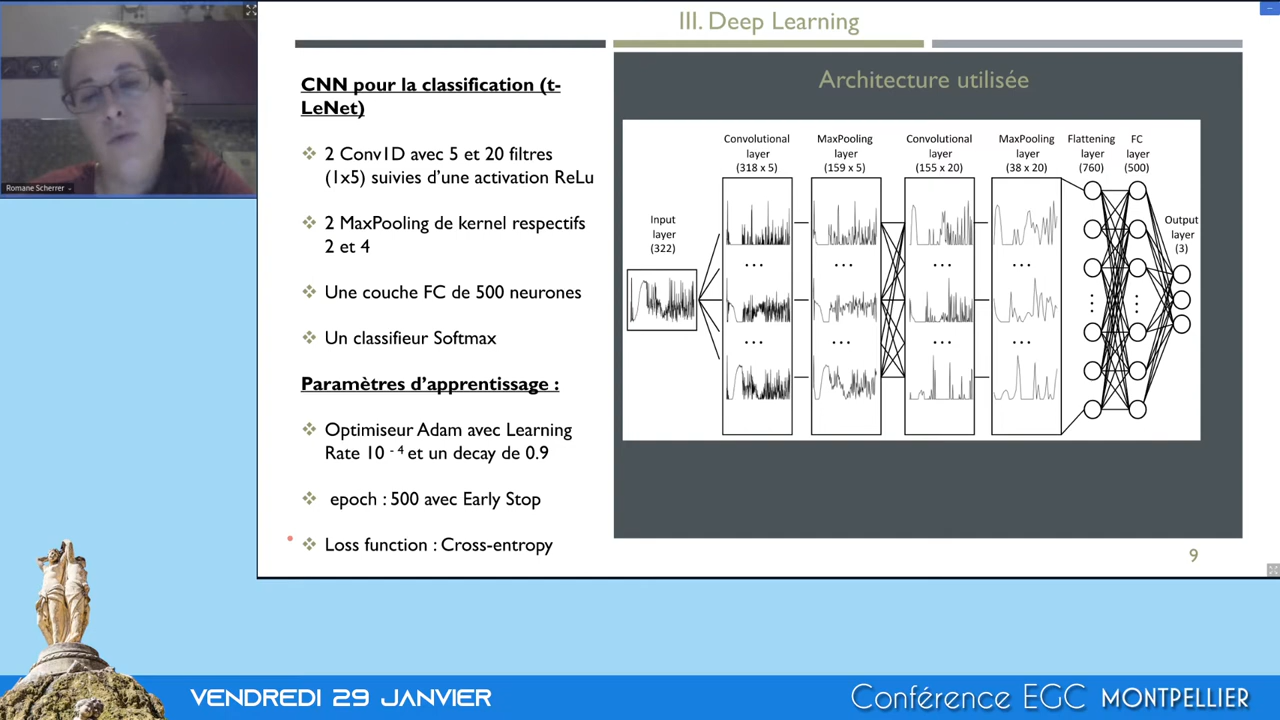 III. Deep Learning
Romane Scherrer
CNN pour la classification (t-
LeNet)
2 Conv1D avec 5 et 20 filtres
(1x5) suivies d'une activation ReLu
2 MaxPooling de kernel respectifs
2 et 4
Une couche FC de 500 neurones
Un classifieur Softmax
Paramètres d'apprentissage :
Optimiseur Adam avec Learning
Rate 10 - 4 et un decay de 0.9
epoch : 500 avec Early Stop
Loss function : Cross-entropy
Architecture utilisée
Input
layer
(322)
Convolutional
layer
(318 x 5)
MaxPooling
layer
(159 x 5)
Convolutional
layer
(155 x 20)
MaxPooling
layer
(38 x 20)
Flattening
layer
(760)
FC
layer
(500)
Output
layer
(3)
9
VENDREDI 29 JANVIER
Conférence EGC MONTPELLIER